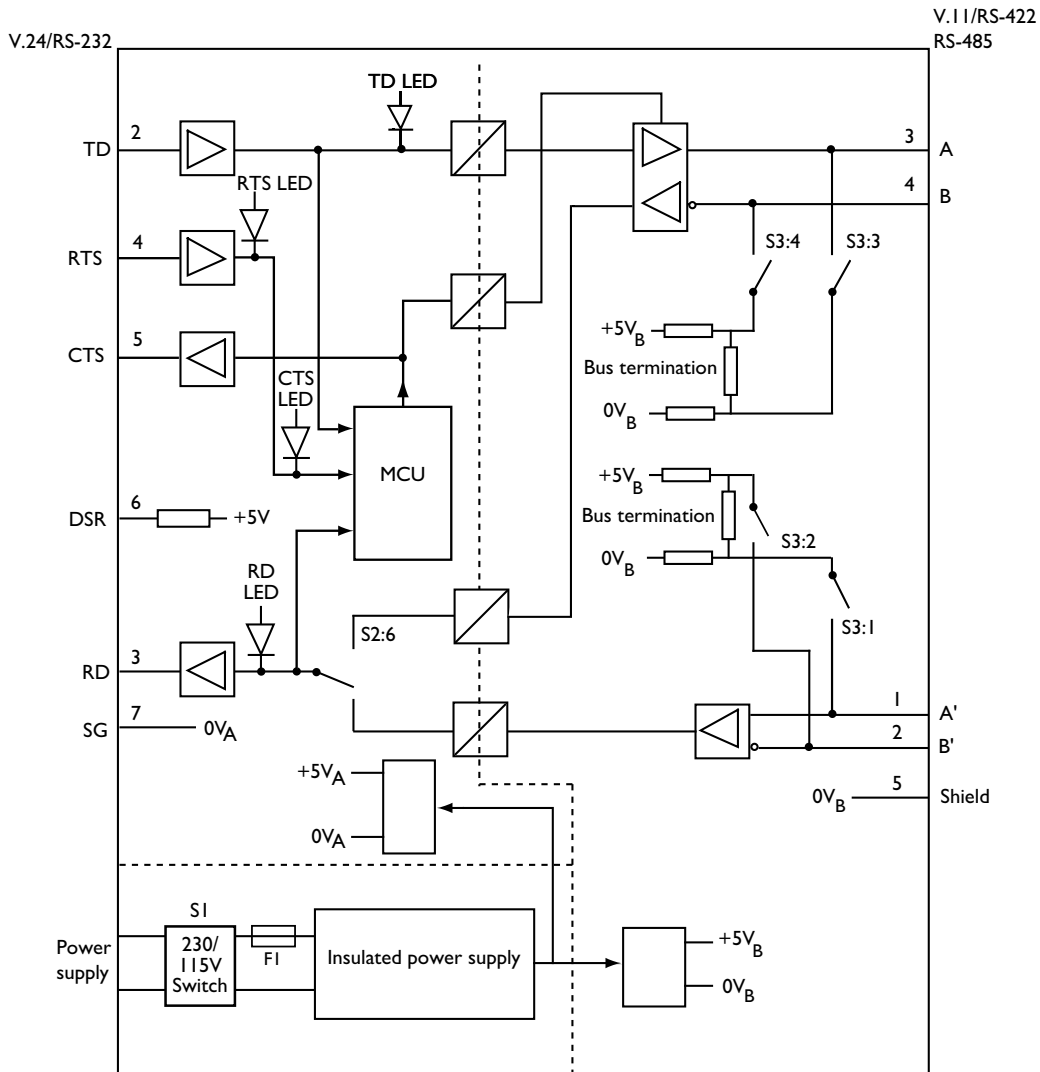 V.11/RS-422
V.24/RS-232
RS-485
TD LED
2
TD
3
A
4
B
RTS LED
4
RTS
S3:4
S3:3
5
CTS
+5VB
CTS
LED
Bus termination
0VB
MCU
+5VB
6
DSR
+5V
Bus termination
S3:2
0VB
RD
LED
S2:6
S3:1
3
RD
1
A'
7
SG
0VA
2
B'
+5VA
5
0VB
Shield
0VA
S1
Power
supply
230/
115V
Switch
F1
Insulated power supply
+5VB
0VB